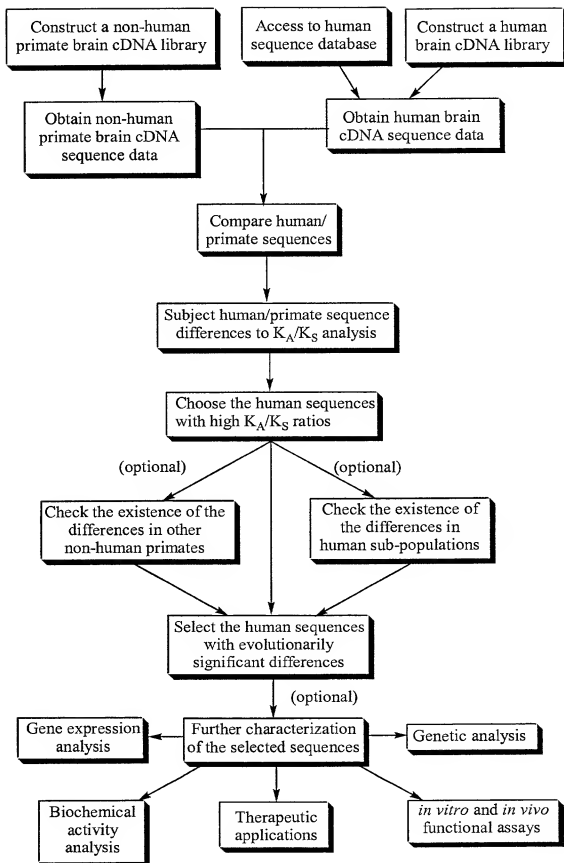 Construct a non-human
primate brain cDNA library
Access to human
sequence database
Construct a human
brain cDNA library
Obtain non-human
primate brain cDNA
sequence data
Obtain human brain
cDNA sequence data
Compare human/
primate sequences
Subject human/primate sequence
differences to KA/KS analysis
Choose the human sequences
with high KA/KS ratios
(optional)
(optional)
Check the existence of the
differences in other
non-human primates
Check the existence of
the differences in
human sub-populations
Select the human sequences
with evolutionarily
significant differences
(optional)
Gene expression
analysis
Further characterization
of the selected sequences
Genetic analysis
Biochemical
activity
analysis
Therapeutic
applications
in vitro and in vivo
functional assays